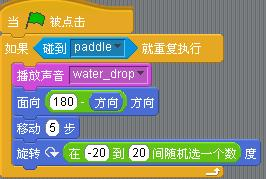 当 被点击
如果 碰到 paddle 就重复执行
播放声音 water_drop
面向 180 - 方向 方向
移动 5 步
旋转 在 -20 到 20 间随机选一个数 度